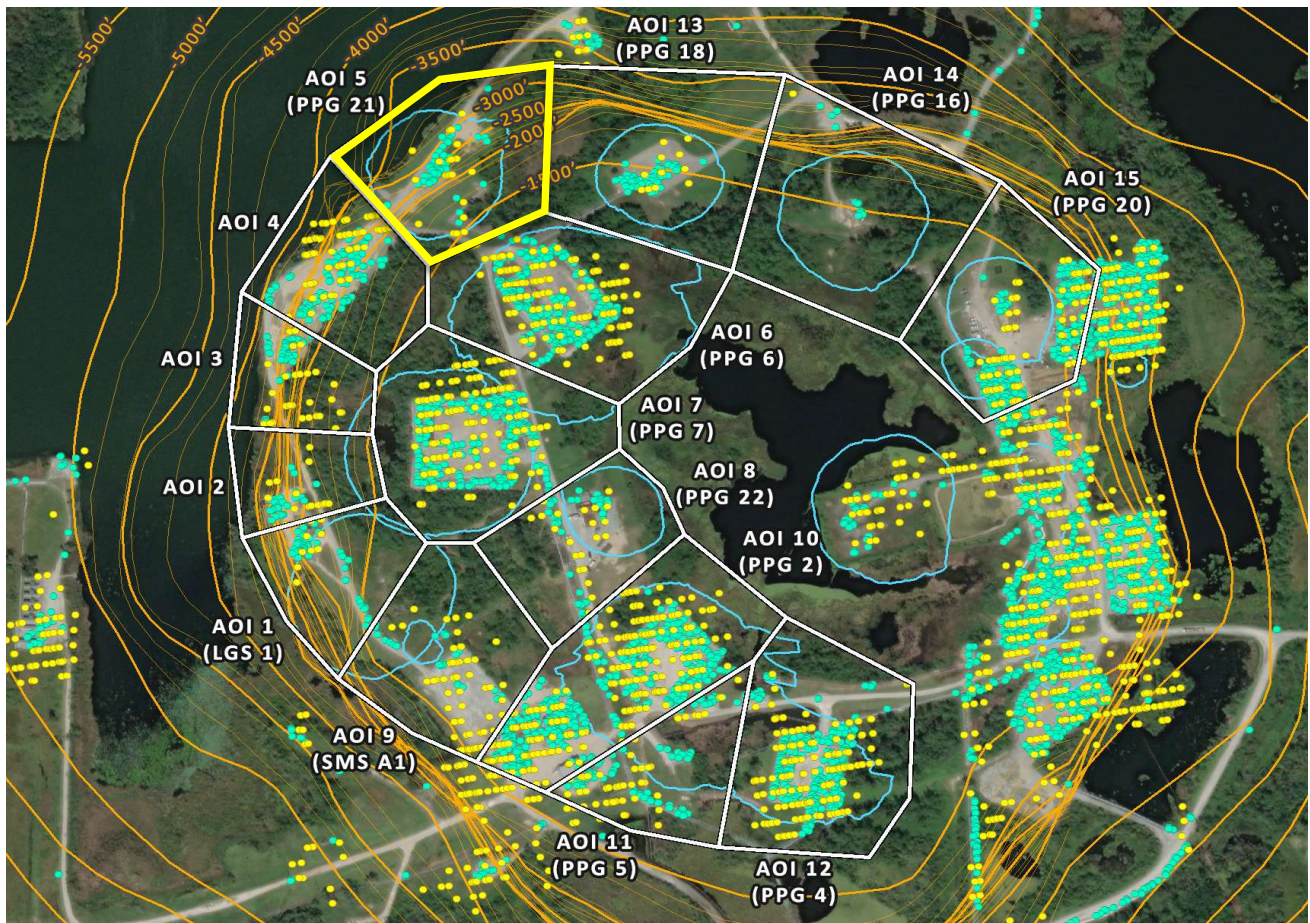 -5500'
-5000'
-4500'
-4000'
-3500'
-3000'
-2500'
-2000'
-1500'
AOI 13
(PPG 18)
AOI 14
(PPG 16)
AOI 5
(PPG 21)
AOI 15
(PPG 20)
AOI 4
AOI 3
AOI 6
(PPG 6)
AOI 7
(PPG 7)
AOI 2
AOI 8
(PPG 22)
AOI 10
(PPG 2)
AOI 1
(LGS 1)
AOI 9
(SMS A1)
AOI 11
(PPG 5)
AOI 12
(PPG 4)